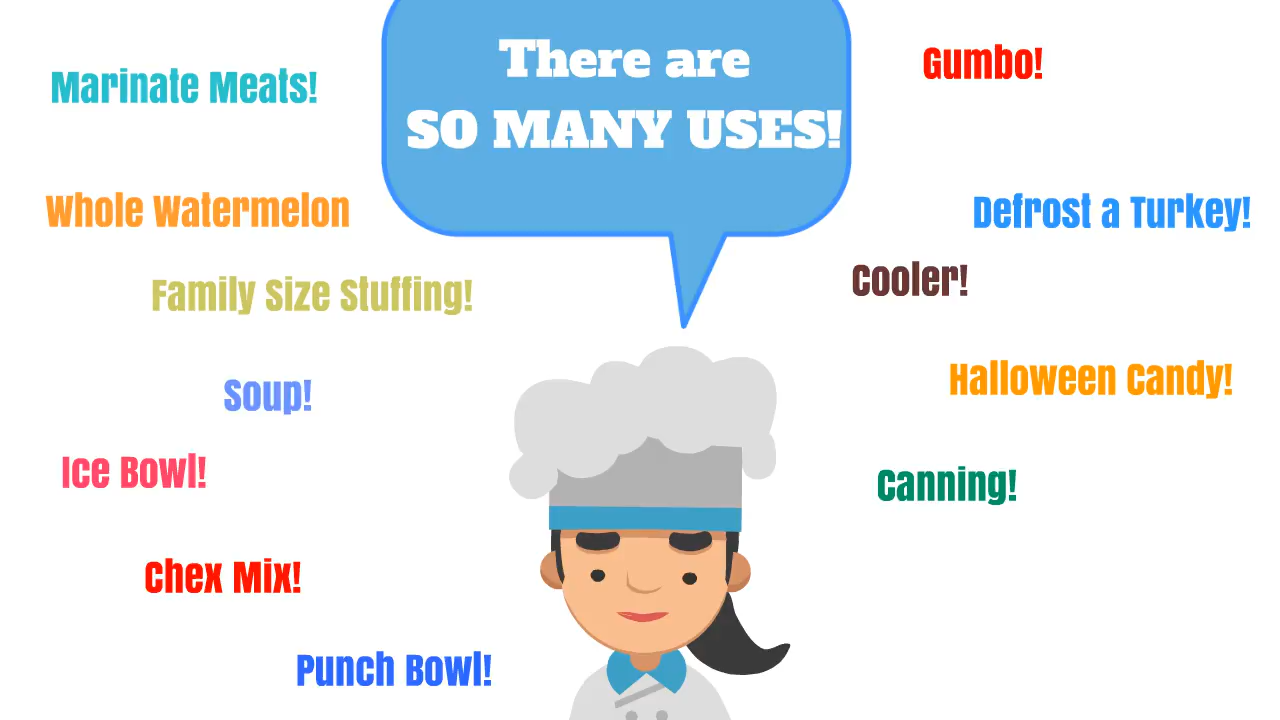 There are
SO MANY USES!
Marinate Meats!
Whole Watermelon
Family Size Stuffing!
Soup!
Ice Bowl!
Chex Mix!
Punch Bowl!
Gumbo!
Defrost a Turkey!
Cooler!
Halloween Candy!
Canning!